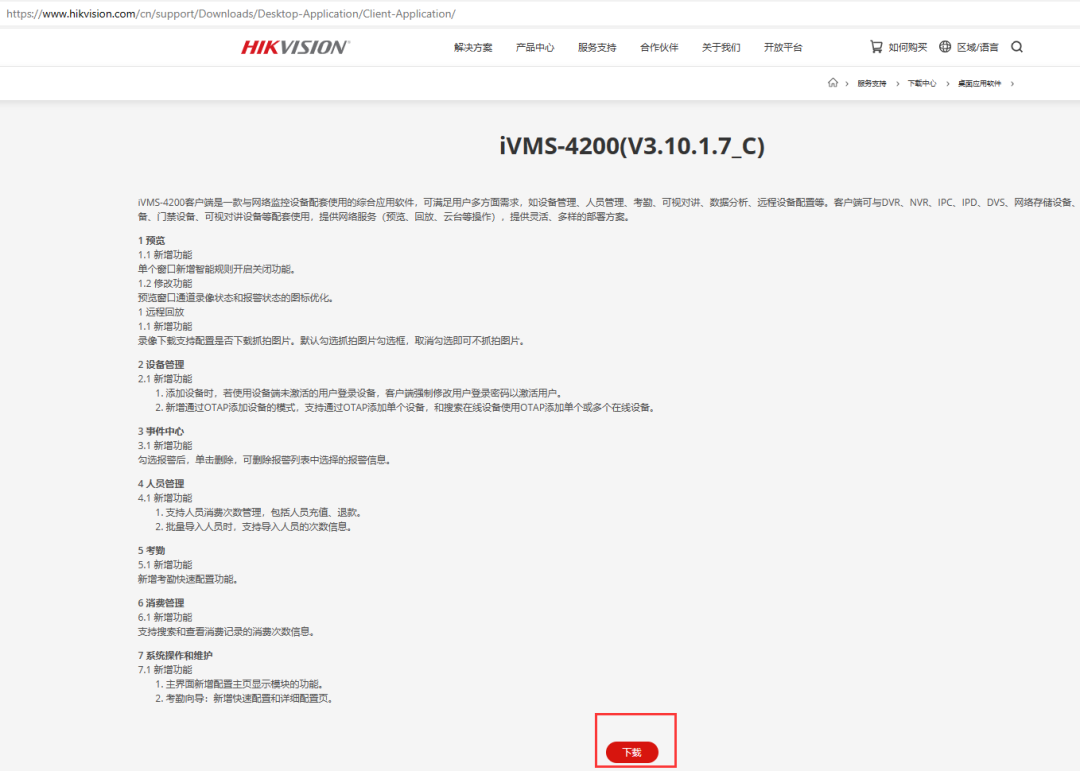 https://www.hikvision.com/cn/support/Downloads/Desktop-Application/Client-Application/
HIKVISION 解决方案 产品中心 服务支持 合作伙伴 关于我们 开放平台 如何购买 区域/语言
服务支持 › 下载中心 › 桌面应用软件 ›
iVMS-4200(V3.10.1.7_C)
iVMS-4200客户端是一款与网络监控设备配套使用的综合应用软件，可满足用户多方面需求，如设备管理、人员管理、考勤、可视对讲、数据分析、远程设备配置等。客户端可与DVR、NVR、IPC、IPD、DVS、网络存储设备、
备、门禁设备、可视对讲设备等配套使用，提供网络服务（预览、回放、云台等操作），提供灵活、多样的部署方案。
1 预览
1.1 新增功能
单个窗口新增智能规则开启关闭功能。
1.2 修改功能
预览窗口通道录像状态和报警状态的图标优化。
1 远程回放
1.1 新增功能
录像下载支持配置是否下载抓拍图片。默认勾选抓拍图片勾选框，取消勾选即可不抓拍图片。
2 设备管理
2.1 新增功能
1. 添加设备时，若使用设备端未激活的用户登录设备，客户端强制修改用户登录密码以激活用户。
2. 新增通过OTAP添加设备的模式，支持通过OTAP添加单个设备，和搜索在线设备使用OTAP添加单个或多个在线设备。
3 事件中心
3.1 新增功能
勾选报警后，单击删除，可删除报警列表中选择的报警信息。
4 人员管理
4.1 新增功能
1. 支持人员消费次数管理，包括人员充值、退款。
2. 批量导入人员时，支持导入人员的次数信息。
5 考勤
5.1 新增功能
新增考勤快速配置功能。
6 消费管理
6.1 新增功能
支持搜索和查看消费记录的消费次数信息。
7 系统操作和维护
7.1 新增功能
1. 主界面新增配置主页显示模块的功能。
2. 考勤向导：新增快速配置和详细配置页。
下载